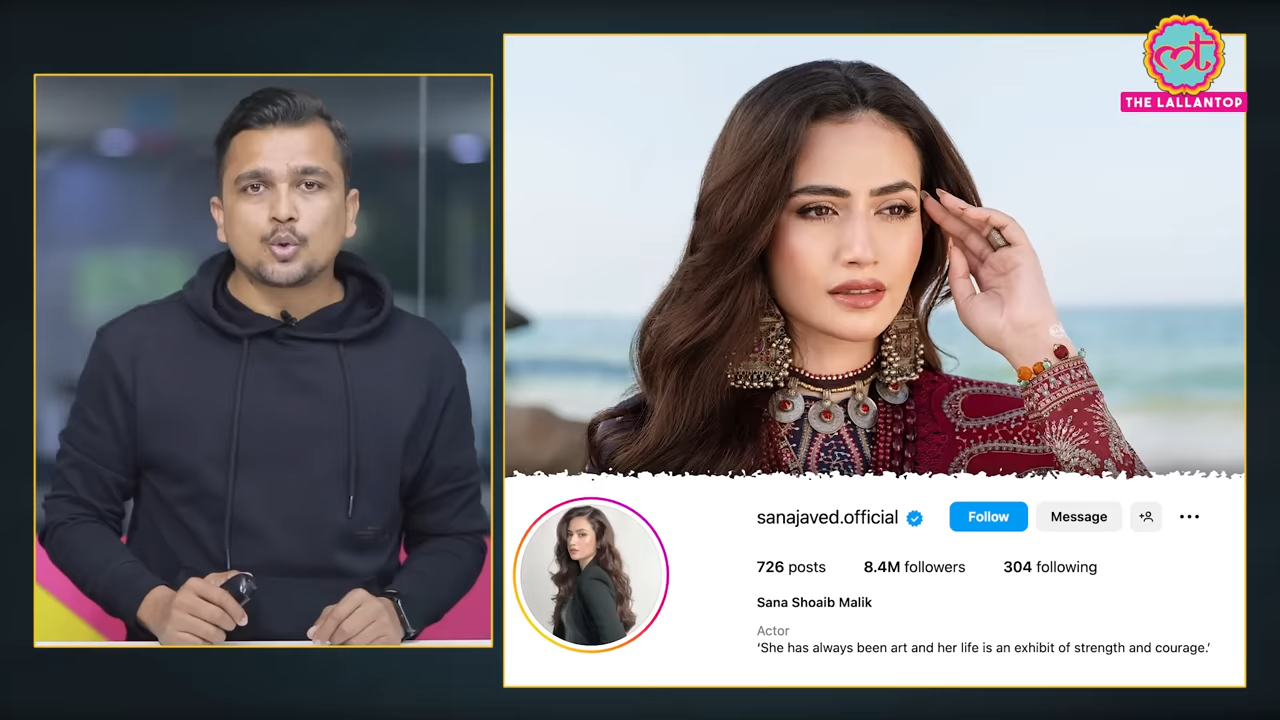 लT
THE LALLANTOP
sanajaved.official
Follow
Message
726 posts 8.4M followers 304 following
Sana Shoaib Malik
Actor
‘She has always been art and her life is an exhibit of strength and courage.’